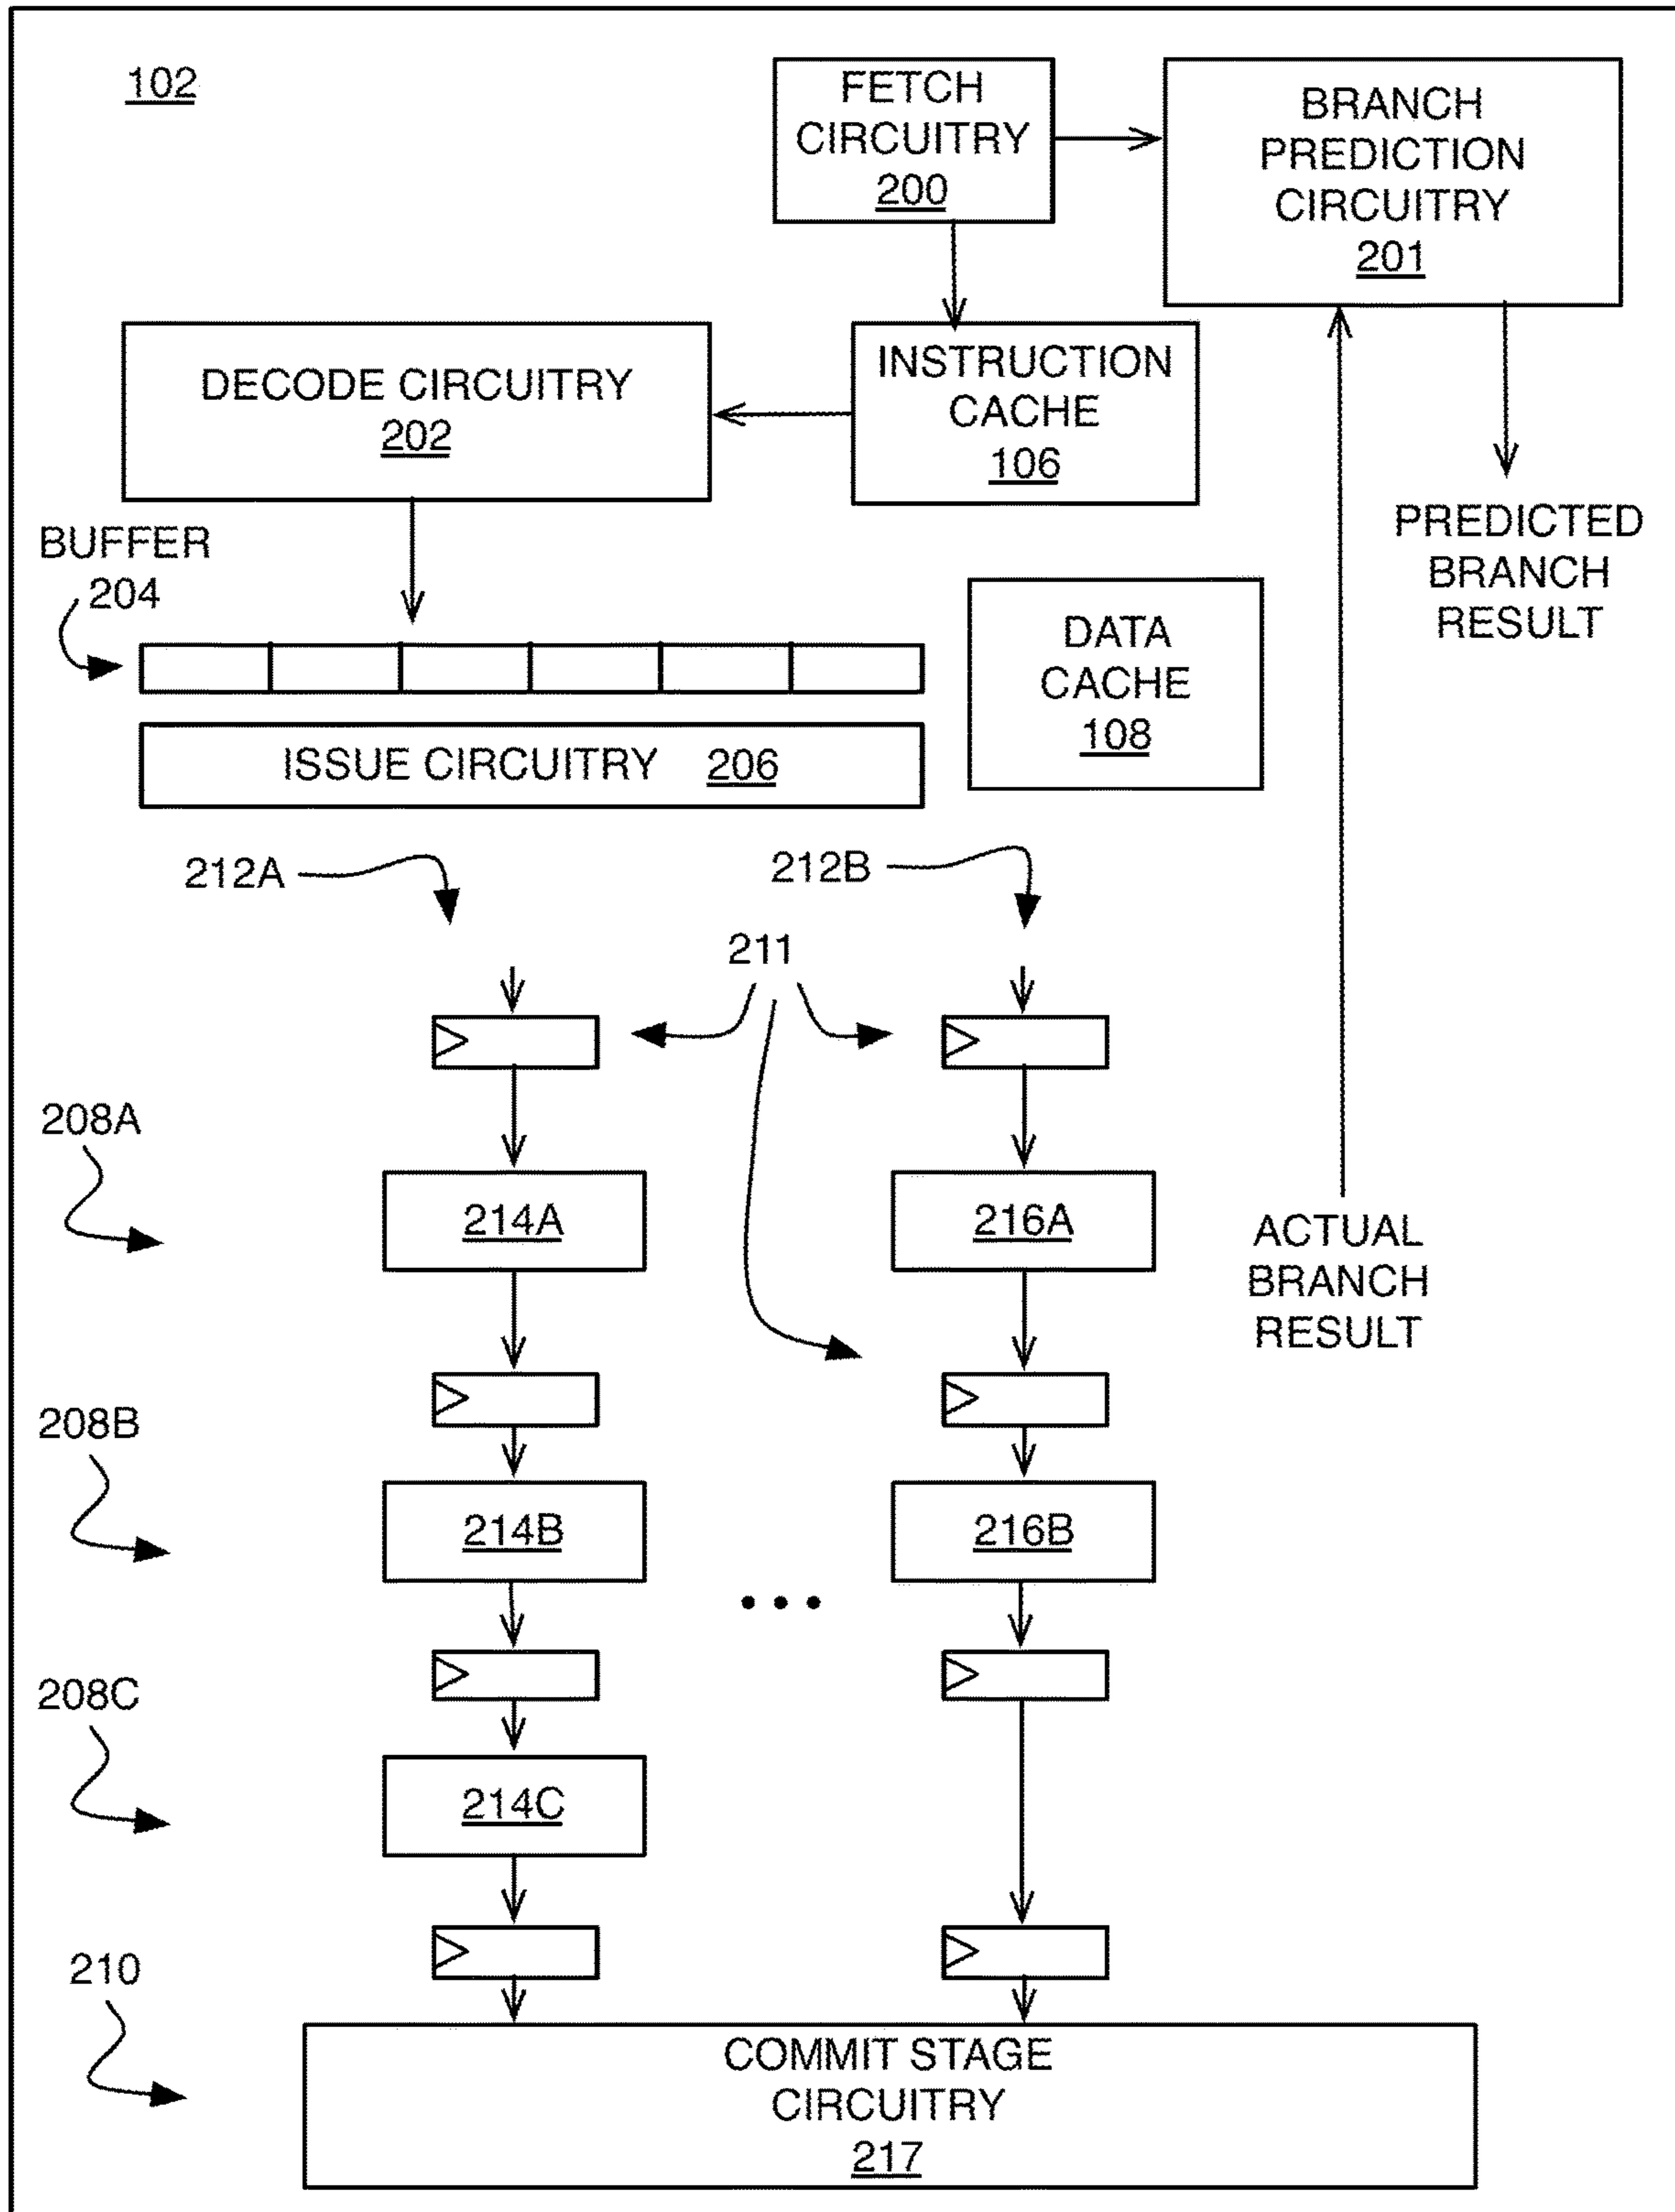 102
FETCH
CIRCUITRY
200
BRANCH
PREDICTION
CIRCUITRY
201
DECODE CIRCUITRY
202
INSTRUCTION
CACHE
106
PREDICTED
BRANCH
RESULT
BUFFER
204
DATA
CACHE
108
ISSUE CIRCUITRY 206
212A
212B
211
208A
214A
216A
ACTUAL
BRANCH
RESULT
208B
214B
216B
• • •
208C
214C
210
COMMIT STAGE
CIRCUITRY
217